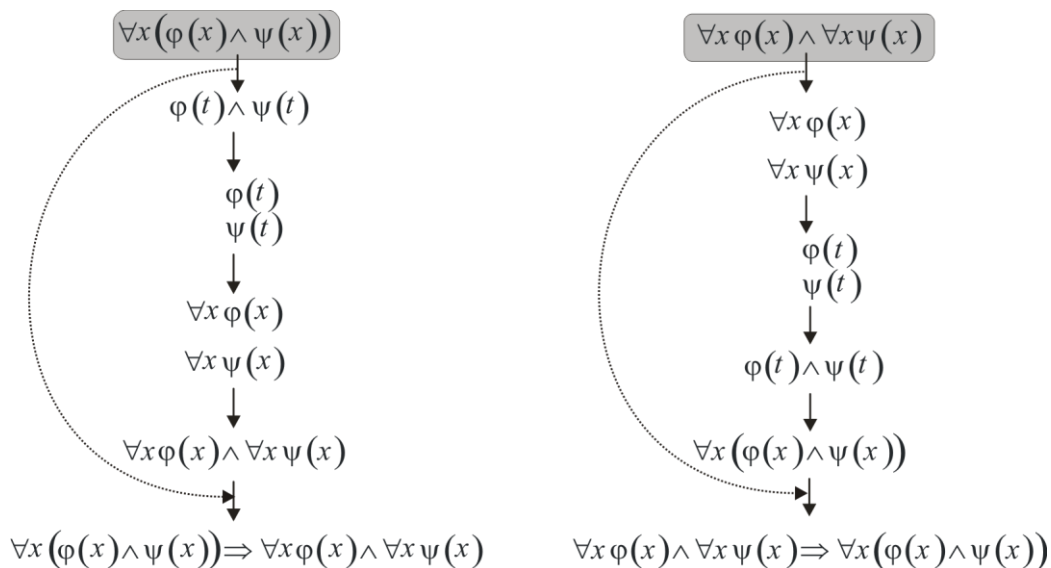 ∀x(φ(x)∧ ψ(x))
φ(t)∧ ψ(t)
φ(t)
ψ(t)
∀x φ(x)
∀x ψ(x)
∀x φ(x)∧ ∀x ψ(x)
∀x(φ(x)∧ ψ(x))⇒ ∀x φ(x)∧ ∀x ψ(x)
∀x φ(x)∧ ∀x ψ(x)
∀x φ(x)
∀x ψ(x)
φ(t)
ψ(t)
φ(t)∧ ψ(t)
∀x(φ(x)∧ ψ(x))
∀x φ(x)∧ ∀x ψ(x)⇒ ∀x(φ(x)∧ ψ(x))